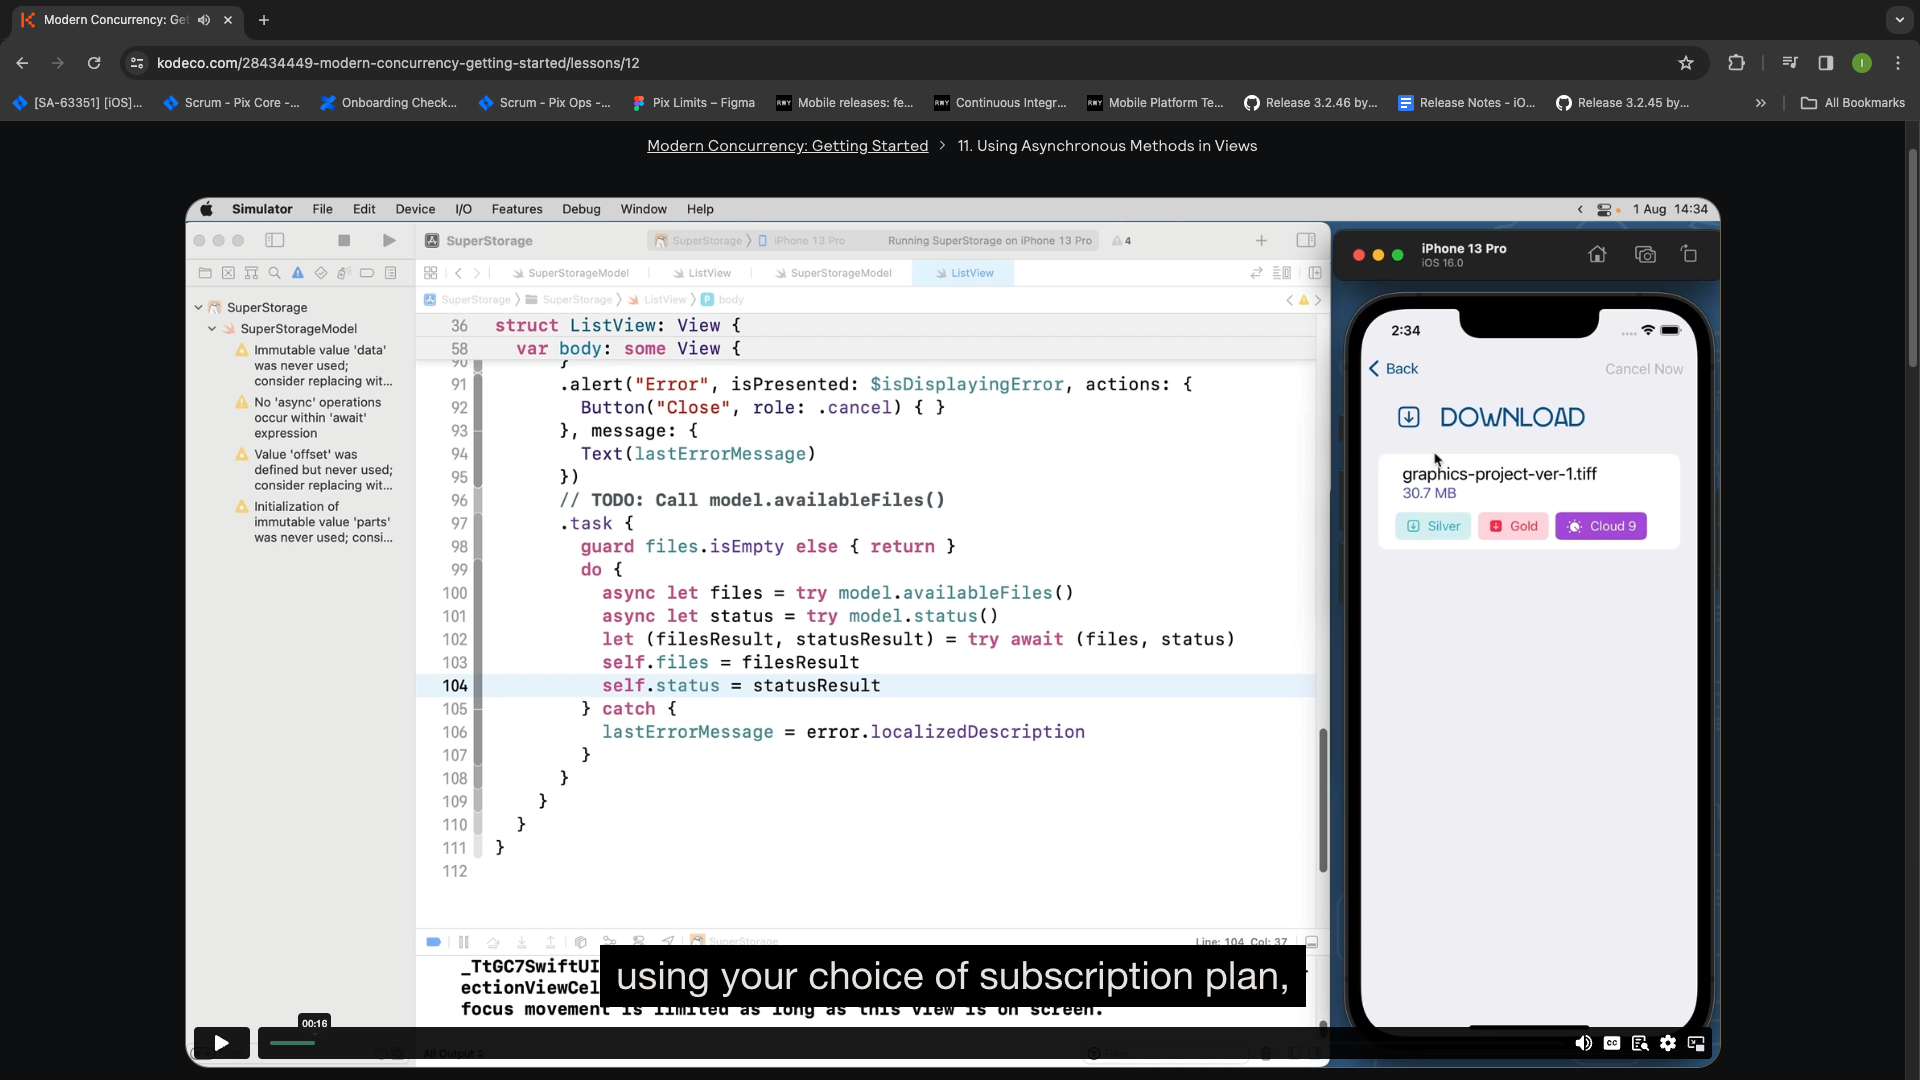 Modern Concurrency: Get
kodeco.com/28434449-modern-concurrency-getting-started/lessons/12
I
[SA-63351] [iOS]...
Scrum - Pix Core -...
Onboarding Check...
Scrum - Pix Ops -...
Pix Limits – Figma
Mobile releases: fe...
Continuous Integr...
Mobile Platform Te...
Release 3.2.46 by...
Release Notes - iO...
Release 3.2.45 by...
All Bookmarks
Modern Concurrency: Getting Started > 11. Using Asynchronous Methods in Views
Simulator File Edit Device I/O Features Debug Window Help
1 Aug 14:34
SuperStorage
SuperStorage
iPhone 13 Pro
Running SuperStorage on iPhone 13 Pro
4
SuperStorageModel
ListView
SuperStorageModel
ListView
SuperStorage
SuperStorage
ListView
P body
SuperStorage
SuperStorageModel
Immutable value 'data'
was never used;
consider replacing wit...
No 'async' operations
occur within 'await'
expression
Value 'offset' was
defined but never used;
consider replacing wit...
Initialization of
immutable value 'parts'
was never used; consi...
36 struct ListView: View {
58 var body: some View {
90 }
91 .alert("Error", isPresented: $isDisplayingError, actions: {
92 Button("Close", role: .cancel) { }
93 }, message: {
94 Text(lastErrorMessage)
95 })
96 // TODO: Call model.availableFiles()
97 .task {
98 guard files.isEmpty else { return }
99 do {
100 async let files = try model.availableFiles()
101 async let status = try model.status()
102 let (filesResult, statusResult) = try await (files, status)
103 self.files = filesResult
104 self.status = statusResult
105 } catch {
106 lastErrorMessage = error.localizedDescription
107 }
108 }
109 }
110 }
111 }
112
SuperStorage
Line: 104 Col: 37
_TtGC7SwiftUI
ectionViewCel
focus movement is limited as long as this view is on screen.
using your choice of subscription plan,
00:16
All Output
CC
iPhone 13 Pro
iOS 16.0
2:34
Back
Cancel Now
DOWNLOAD
graphics-project-ver-1.tiff
30.7 MB
Silver
Gold
Cloud 9